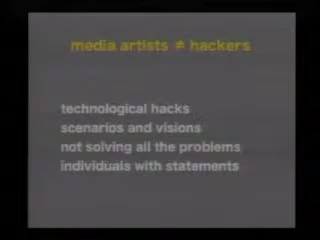 media artists ≠ hackers
technological hacks
scenarios and visions
not solving all the problems
individuals with statements